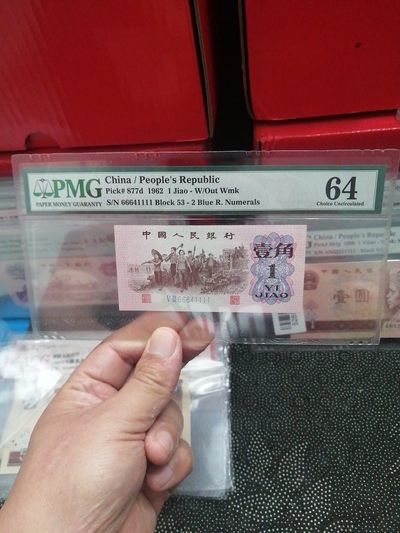 PMG
PAPER MONEY GUARANTY
China / People's Republic
Pick# 877d 1962 1 Jiao - W/Out Wmk
S/N 66641111 Block 53 - 2 Blue R. Numerals
64
Choice Uncirculated
中國人民銀行
壹角
1
YI
JIAO
66641111